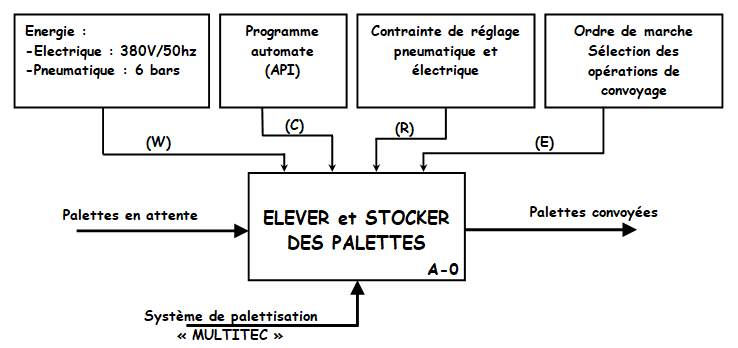 Energie :
-Electrique : 380V/50hz
-Pneumatique : 6 bars
Programme
automate
(API)
Contrainte de réglage
pneumatique et
électrique
Ordre de marche
Sélection des
opérations de
convoyage
(W)
(C)
(R)
(E)
Palettes en attente
ELEVER et STOCKER
DES PALETTES
A-0
Palettes convoyées
Système de palettisation
« MULTITEC »